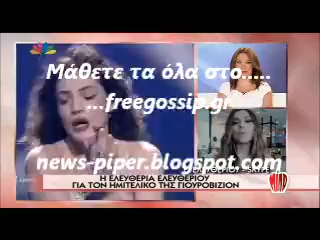 Μάθετε τα όλα στο.....
...freegossip.gr
news-piper.blogspot.com
Η ΕΛΕΥΘΕΡΙΑ ΕΛΕΥΘΕΡΙΟΥ
ΓΙΑ ΤΟΝ ΗΜΙΤΕΛΙΚΟ ΤΗΣ ΓΙΟΥΡΟΒΙΖΙΟΝ